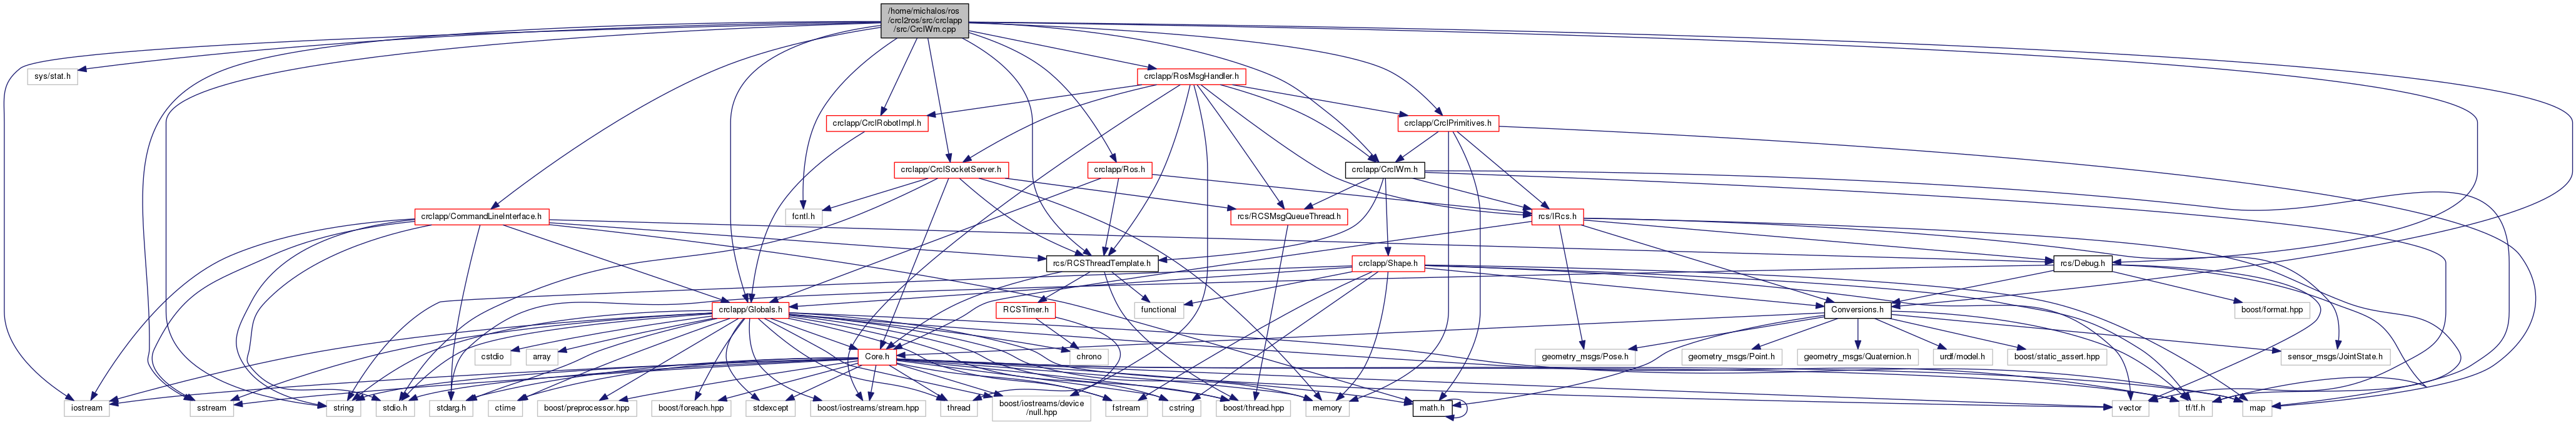 /home/michalos/ros
/crcl2ros/src/crclapp
/src/CrclWm.cpp
sys/stat.h
crclapp/RosMsgHandler.h
crclapp/CrclRobotImpl.h
crclapp/CrclPrimitives.h
crclapp/CrclSocketServer.h
crclapp/Ros.h
crclapp/CrclWm.h
crclapp/CommandLineInterface.h
fcntl.h
rcs/RCSMsgQueueThread.h
rcs/IRcs.h
rcs/RCSThreadTemplate.h
crclapp/Shape.h
rcs/Debug.h
crclapp/Globals.h
RCSTimer.h
functional
Conversions.h
boost/format.hpp
cstdio
array
Core.h
chrono
geometry_msgs/Pose.h
geometry_msgs/Point.h
geometry_msgs/Quaternion.h
urdf/model.h
boost/static_assert.hpp
sensor_msgs/JointState.h
iostream
sstream
string
stdio.h
stdarg.h
ctime
boost/preprocessor.hpp
boost/foreach.hpp
stdexcept
boost/iostreams/stream.hpp
thread
boost/iostreams/device
/null.hpp
fstream
cstring
boost/thread.hpp
memory
math.h
vector
tf/tf.h
map